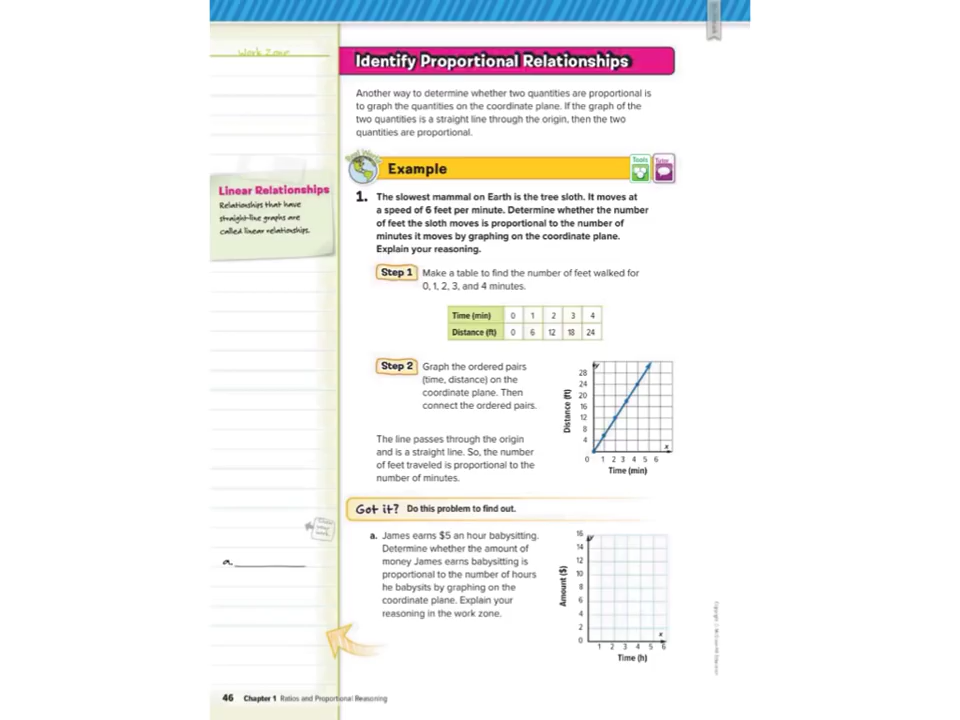 Work Zone
Identify Proportional Relationships
Another way to determine whether two quantities are proportional is
to graph the quantities on the coordinate plane. If the graph of the
two quantities is a straight line through the origin, then the two
quantities are proportional.
Example
Tools
Tutor
Linear Relationships
Relationships that have
straight-line graphs are
called linear relationships.
1. The slowest mammal on Earth is the tree sloth. It moves at
a speed of 6 feet per minute. Determine whether the number
of feet the sloth moves is proportional to the number of
minutes it moves by graphing on the coordinate plane.
Explain your reasoning.
Step 1 Make a table to find the number of feet walked for
0, 1, 2, 3, and 4 minutes.
Time (min) 0 1 2 3 4
Distance (ft) 0 6 12 18 24
Step 2 Graph the ordered pairs
(time, distance) on the
coordinate plane. Then
connect the ordered pairs.
The line passes through the origin
and is a straight line. So, the number
of feet traveled is proportional to the
number of minutes.
y
28
24
20
16
12
8
4
x
0 1 2 3 4 5 6
Distance (ft)
Time (min)
Got it? Do this problem to find out.
Show
your
work.
a. James earns $5 an hour babysitting.
Determine whether the amount of
money James earns babysitting is
proportional to the number of hours
he babysits by graphing on the
coordinate plane. Explain your
reasoning in the work zone.
a.
16
14
12
10
8
6
4
2
0
y
x
1 2 3 4 5 6
Amount ($)
Time (h)
46 Chapter 1 Ratios and Proportional Reasoning